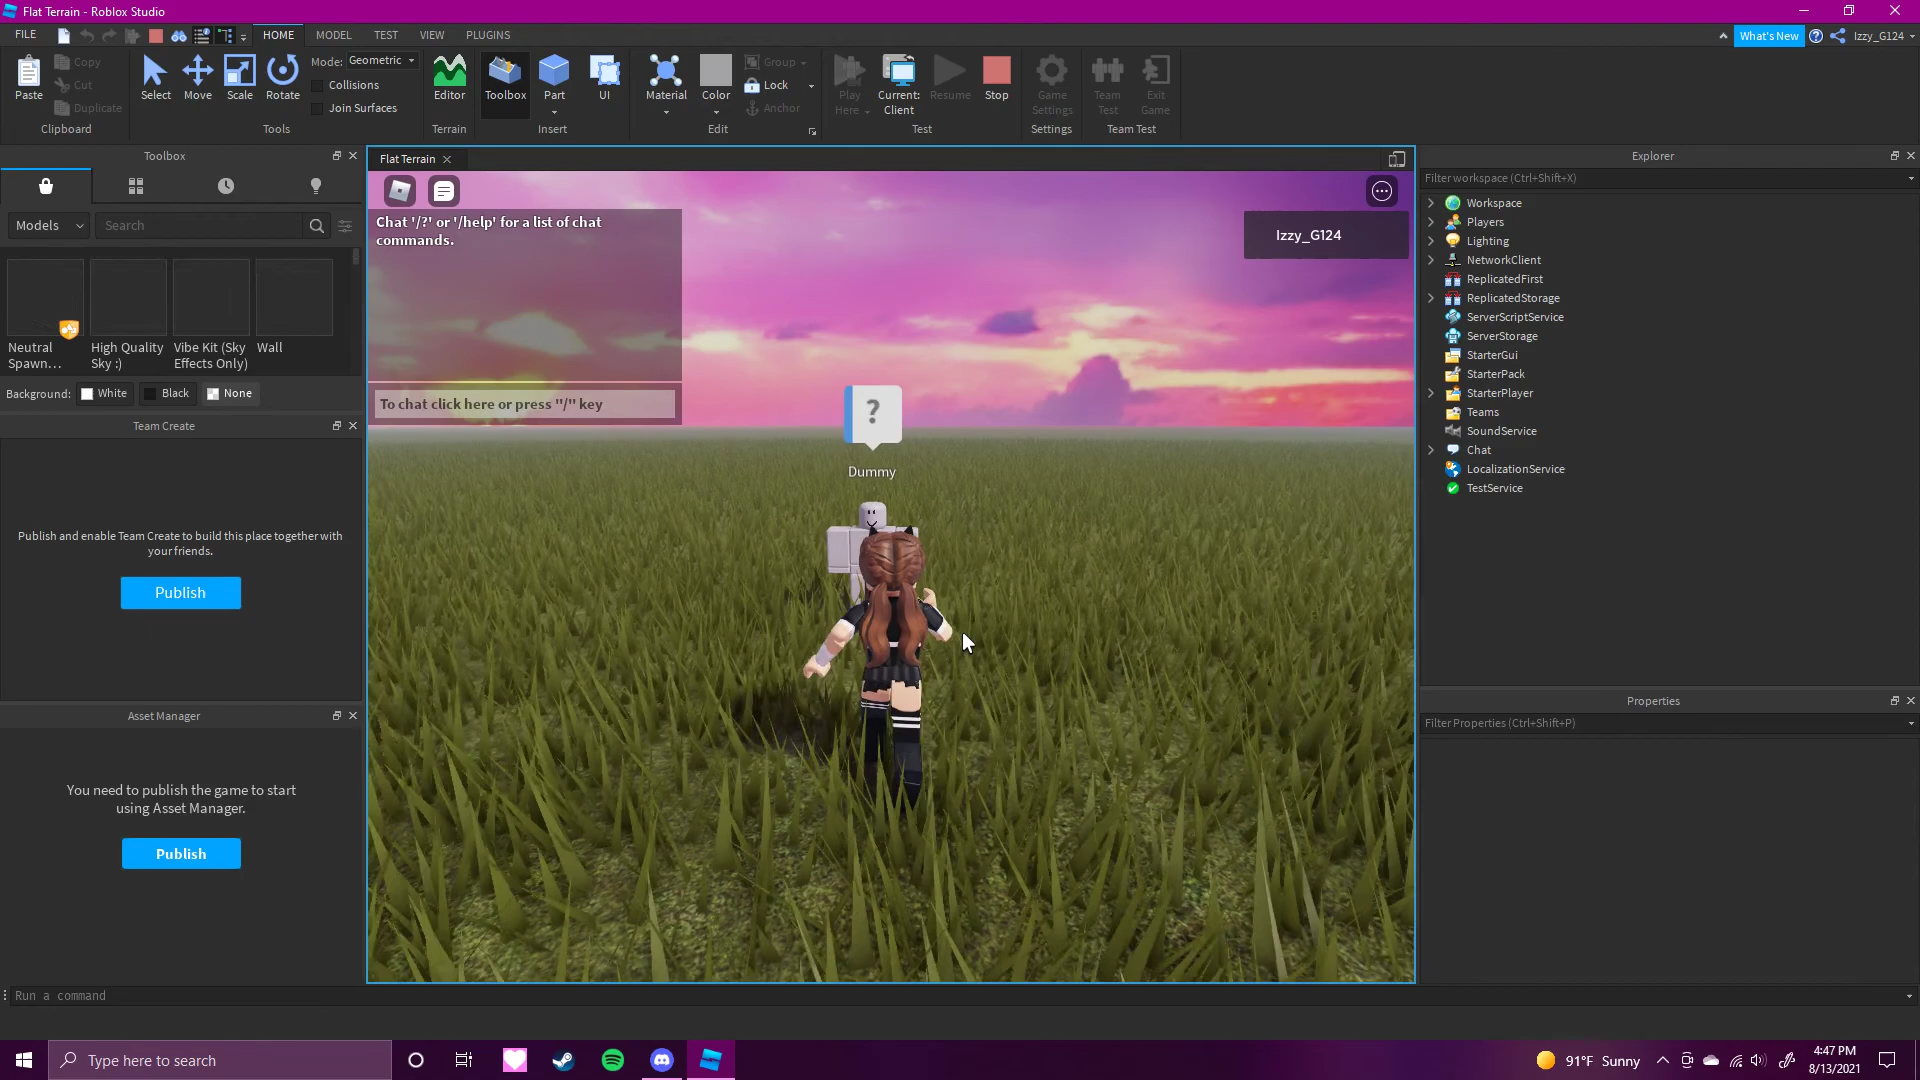 Flat Terrain - Roblox Studio
FILE
HOME
MODEL
TEST
VIEW
PLUGINS
What's New
Izzy_G124
Paste
Copy
Cut
Duplicate
Clipboard
Select
Move
Scale
Rotate
Mode:
Geometric
Collisions
Join Surfaces
Tools
Editor
Terrain
Toolbox
Part
UI
Insert
Material
Color
Group
Lock
Anchor
Edit
Play
Here
Current:
Client
Resume
Stop
Test
Game
Settings
Settings
Team
Test
Exit
Game
Team Test
Toolbox
Models
Search
Neutral
Spawn...
High Quality
Sky :)
Vibe Kit (Sky
Effects Only)
Wall
Background:
White
Black
None
Team Create
Publish and enable Team Create to build this place together with
your friends.
Publish
Asset Manager
You need to publish the game to start
using Asset Manager.
Publish
Flat Terrain
Chat '/?' or '/help' for a list of chat
commands.
To chat click here or press "/" key
Izzy_G124
?
Dummy
Explorer
Filter workspace (Ctrl+Shift+X)
Workspace
Players
Lighting
NetworkClient
ReplicatedFirst
ReplicatedStorage
ServerScriptService
ServerStorage
StarterGui
StarterPack
StarterPlayer
Teams
SoundService
Chat
LocalizationService
TestService
Properties
Filter Properties (Ctrl+Shift+P)
Run a command
Type here to search
91°F Sunny
4:47 PM
8/13/2021